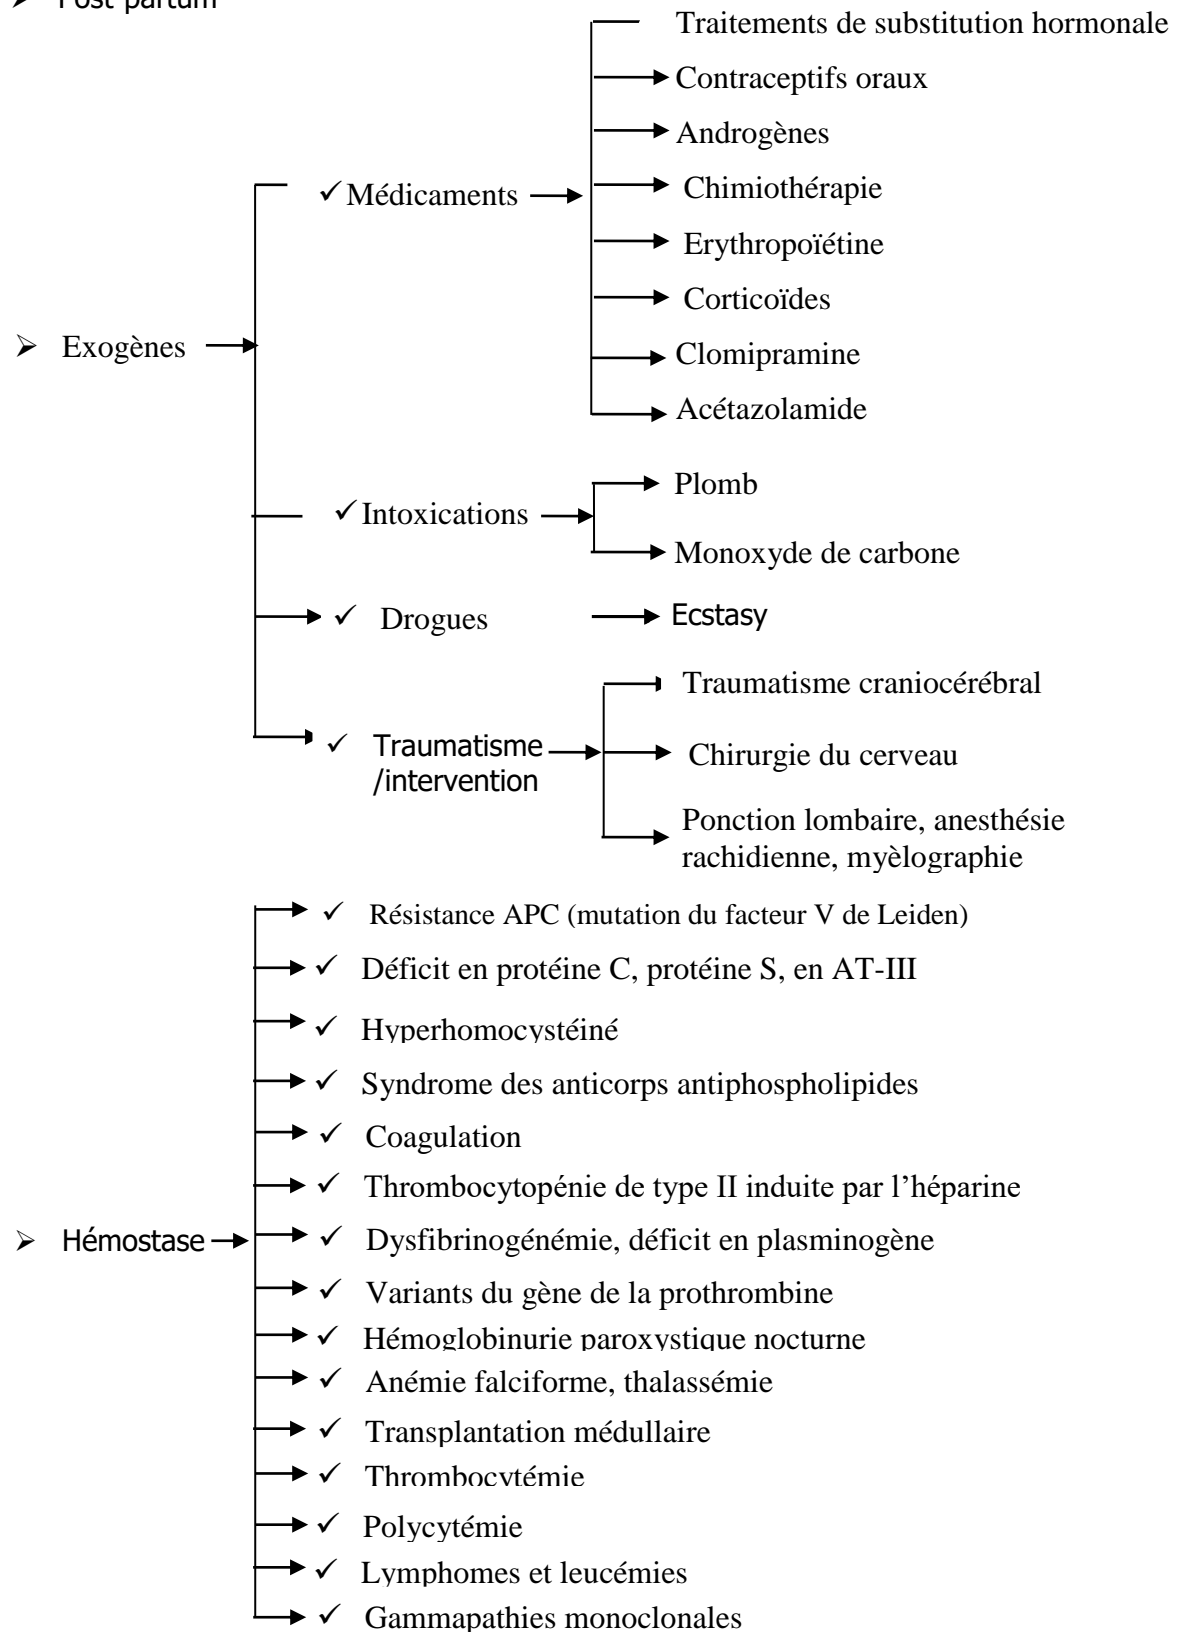 Post-partum
Traitements de substitution hormonale
Contraceptifs oraux
Androgènes
✓ Médicaments
Chimiothérapie
Erythropoïétine
Corticoïdes
➢ Exogènes
Clomipramine
Acétazolamide
Plomb
✓ Intoxications
Monoxyde de carbone
✓ Drogues
Ecstasy
Traumatisme craniocérébral
✓ Traumatisme
/intervention
Chirurgie du cerveau
Ponction lombaire, anesthésie
rachidienne, myèlographie
✓ Résistance APC (mutation du facteur V de Leiden)
✓ Déficit en protéine C, protéine S, en AT-III
✓ Hyperhomocystéiné
✓ Syndrome des anticorps antiphospholipides
✓ Coagulation
✓ Thrombocytopénie de type II induite par l’héparine
➢ Hémostase
✓ Dysfibrinogénémie, déficit en plasminogène
✓ Variants du gène de la prothrombine
✓ Hémoglobinurie paroxystique nocturne
✓ Anémie falciforme, thalassémie
✓ Transplantation médullaire
✓ Thrombocytémie
✓ Polycytémie
✓ Lymphomes et leucémies
✓ Gammapathies monoclonales